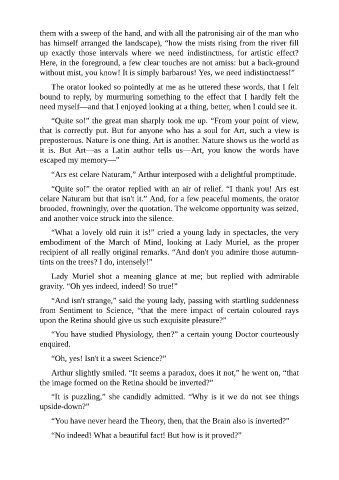 them with a sweep of the hand, and with all the patronising air of the man who
has himself arranged the landscape), “how the mists rising from the river fill
up exactly those intervals where we need indistinctness, for artistic effect?
Here, in the foreground, a few clear touches are not amiss: but a back-ground
without mist, you know! It is simply barbarous! Yes, we need indistinctness!”
The orator looked so pointedly at me as he uttered these words, that I felt
bound to reply, by murmuring something to the effect that I hardly felt the
need myself—and that I enjoyed looking at a thing, better, when I could see it.
“Quite so!” the great man sharply took me up. “From your point of view,
that is correctly put. But for anyone who has a soul for Art, such a view is
preposterous. Nature is one thing. Art is another. Nature shows us the world as
it is. But Art—as a Latin author tells us—Art, you know the words have
escaped my memory—”
“Ars est celare Naturam,” Arthur interposed with a delightful promptitude.
“Quite so!” the orator replied with an air of relief. “I thank you! Ars est
celare Naturam but that isn't it.” And, for a few peaceful moments, the orator
brooded, frowningly, over the quotation. The welcome opportunity was seized,
and another voice struck into the silence.
“What a lovely old ruin it is!” cried a young lady in spectacles, the very
embodiment of the March of Mind, looking at Lady Muriel, as the proper
recipient of all really original remarks. “And don't you admire those autumn-
tints on the trees? I do, intensely!”
Lady Muriel shot a meaning glance at me; but replied with admirable
gravity. “Oh yes indeed, indeed! So true!”
“And isn't strange,” said the young lady, passing with startling suddenness
from Sentiment to Science, “that the mere impact of certain coloured rays
upon the Retina should give us such exquisite pleasure?”
“You have studied Physiology, then?” a certain young Doctor courteously
enquired.
“Oh, yes! Isn't it a sweet Science?”
Arthur slightly smiled. “It seems a paradox, does it not,” he went on, “that
the image formed on the Retina should be inverted?”
“It is puzzling,” she candidly admitted. “Why is it we do not see things
upside-down?”
“You have never heard the Theory, then, that the Brain also is inverted?”
“No indeed! What a beautiful fact! But how is it proved?”